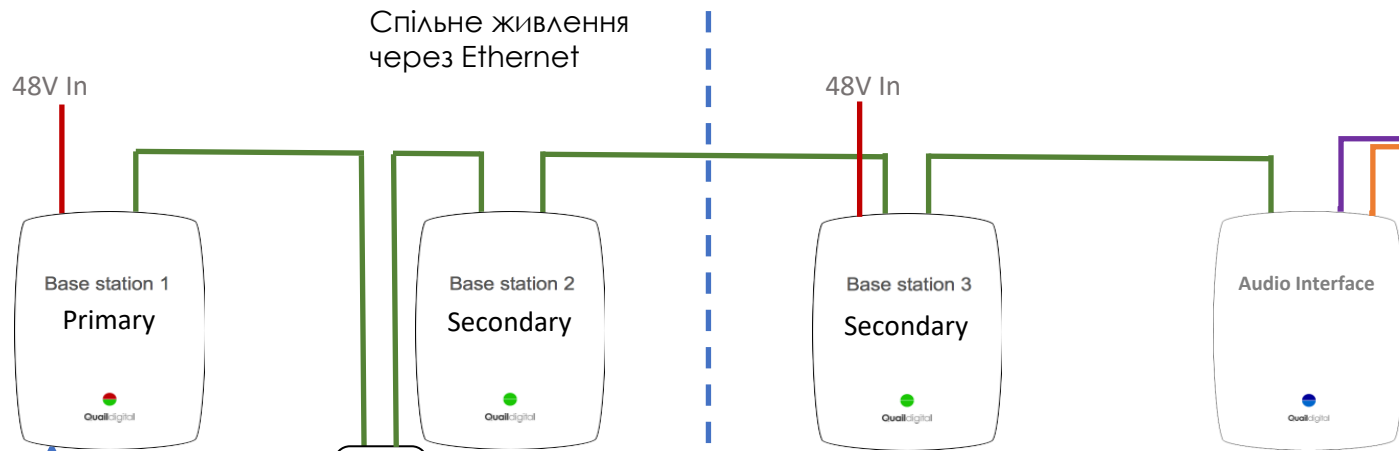 Спільне живлення
через Ethernet
48V In
48V In
Base station 1
Primary
Quaildigital
Base station 2
Secondary
Quaildigital
Base station 3
Secondary
Quaildigital
Audio Interface
Quaildigital